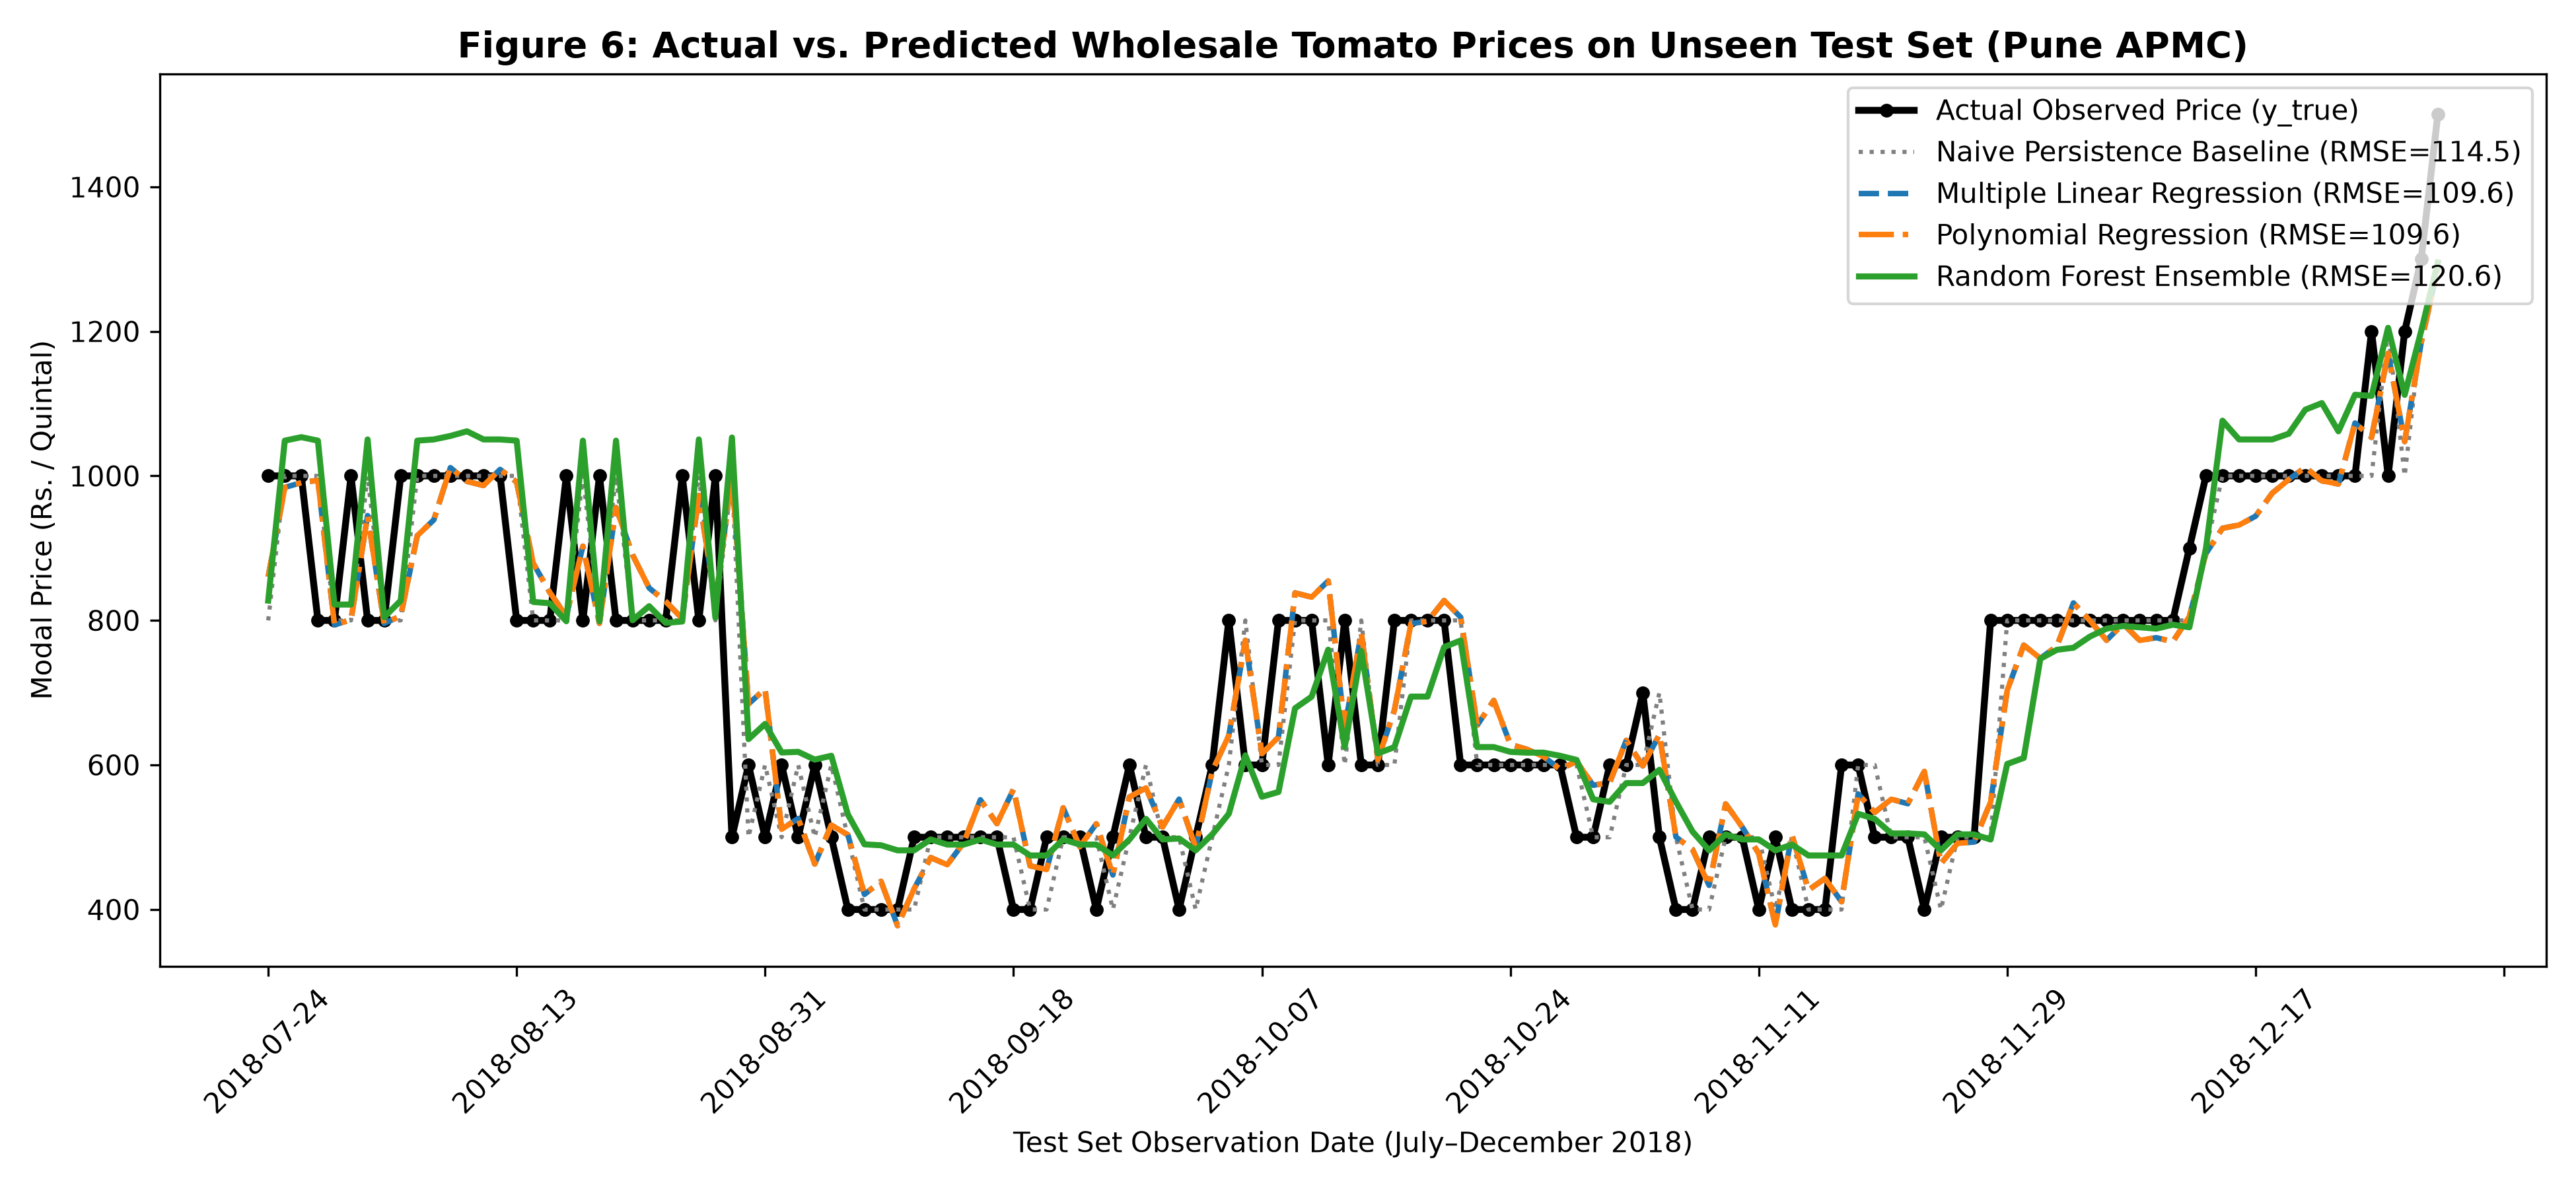 Figure 6: Actual vs. Predicted Wholesale Tomato Prices on Unseen Test Set (Pune APMC)
Actual Observed Price (y_true)
Naive Persistence Baseline (RMSE=114.5)
Multiple Linear Regression (RMSE=109.6)
Polynomial Regression (RMSE=109.6)
Random Forest Ensemble (RMSE=120.6)
Modal Price (Rs. / Quintal)
1400
1200
1000
800
600
400
2018-07-24
2018-08-13
2018-08-31
2018-09-18
2018-10-07
2018-10-24
2018-11-11
2018-11-29
2018-12-17
Test Set Observation Date (July–December 2018)